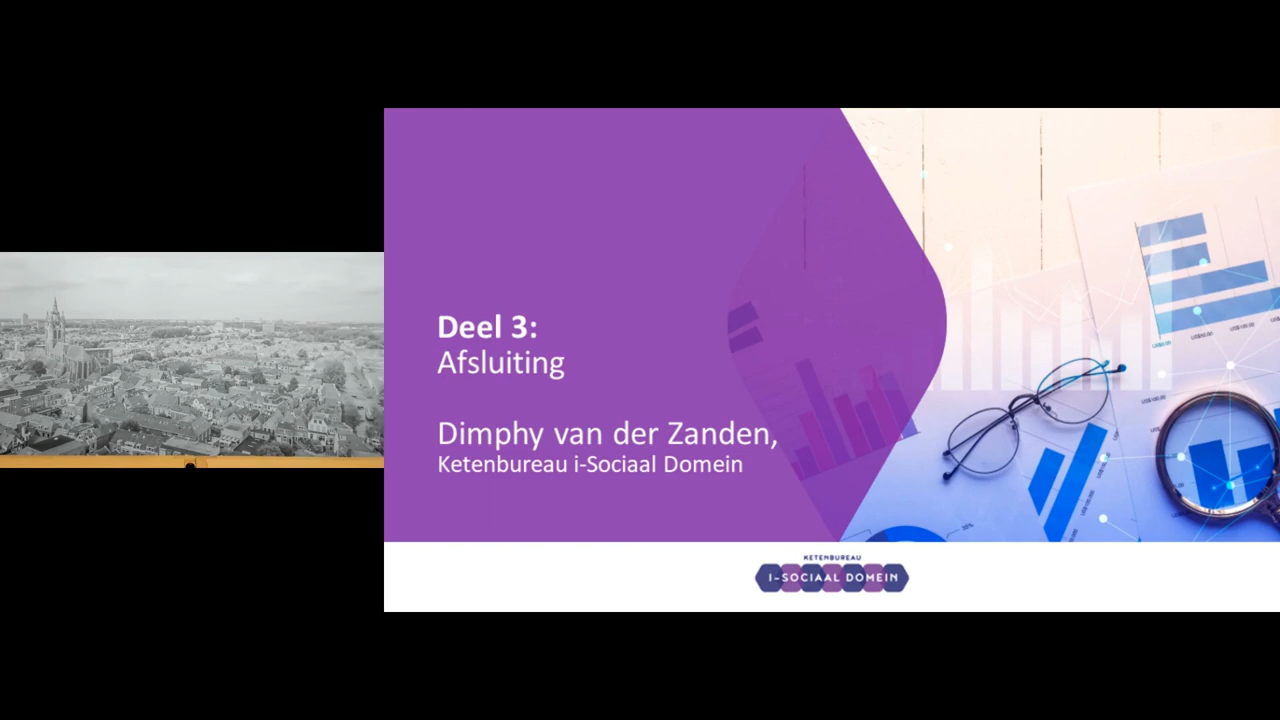 Deel 3:
Afsluiting
Dimphy van der Zanden,
Ketenbureau i-Sociaal Domein
KETENBUREAU
I-SOCIAAL DOMEIN